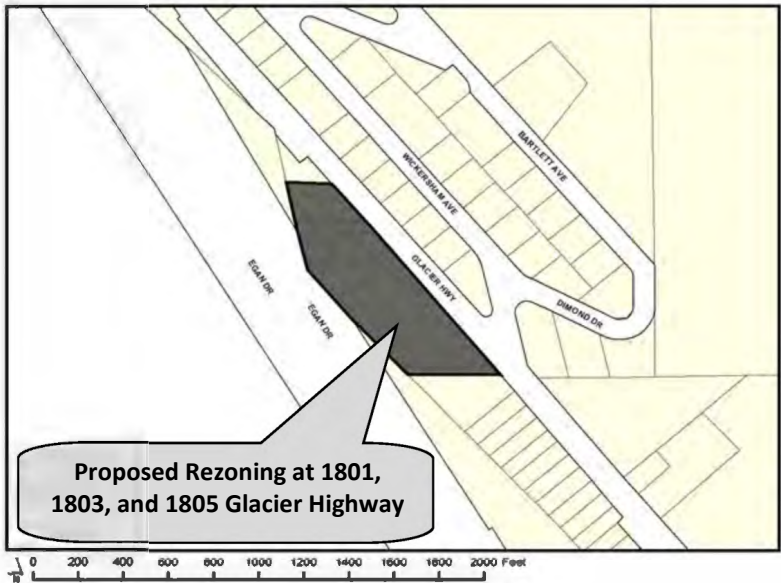 BARTLETT AVE
WICKERSHAM AVE
GLACIER HWY
EGAN DR
EGAN DR
DIMOND DR
Proposed Rezoning at 1801,
1803, and 1805 Glacier Highway
0 200 400 600 800 1000 1200 1400 1600 1800 2000 Feet